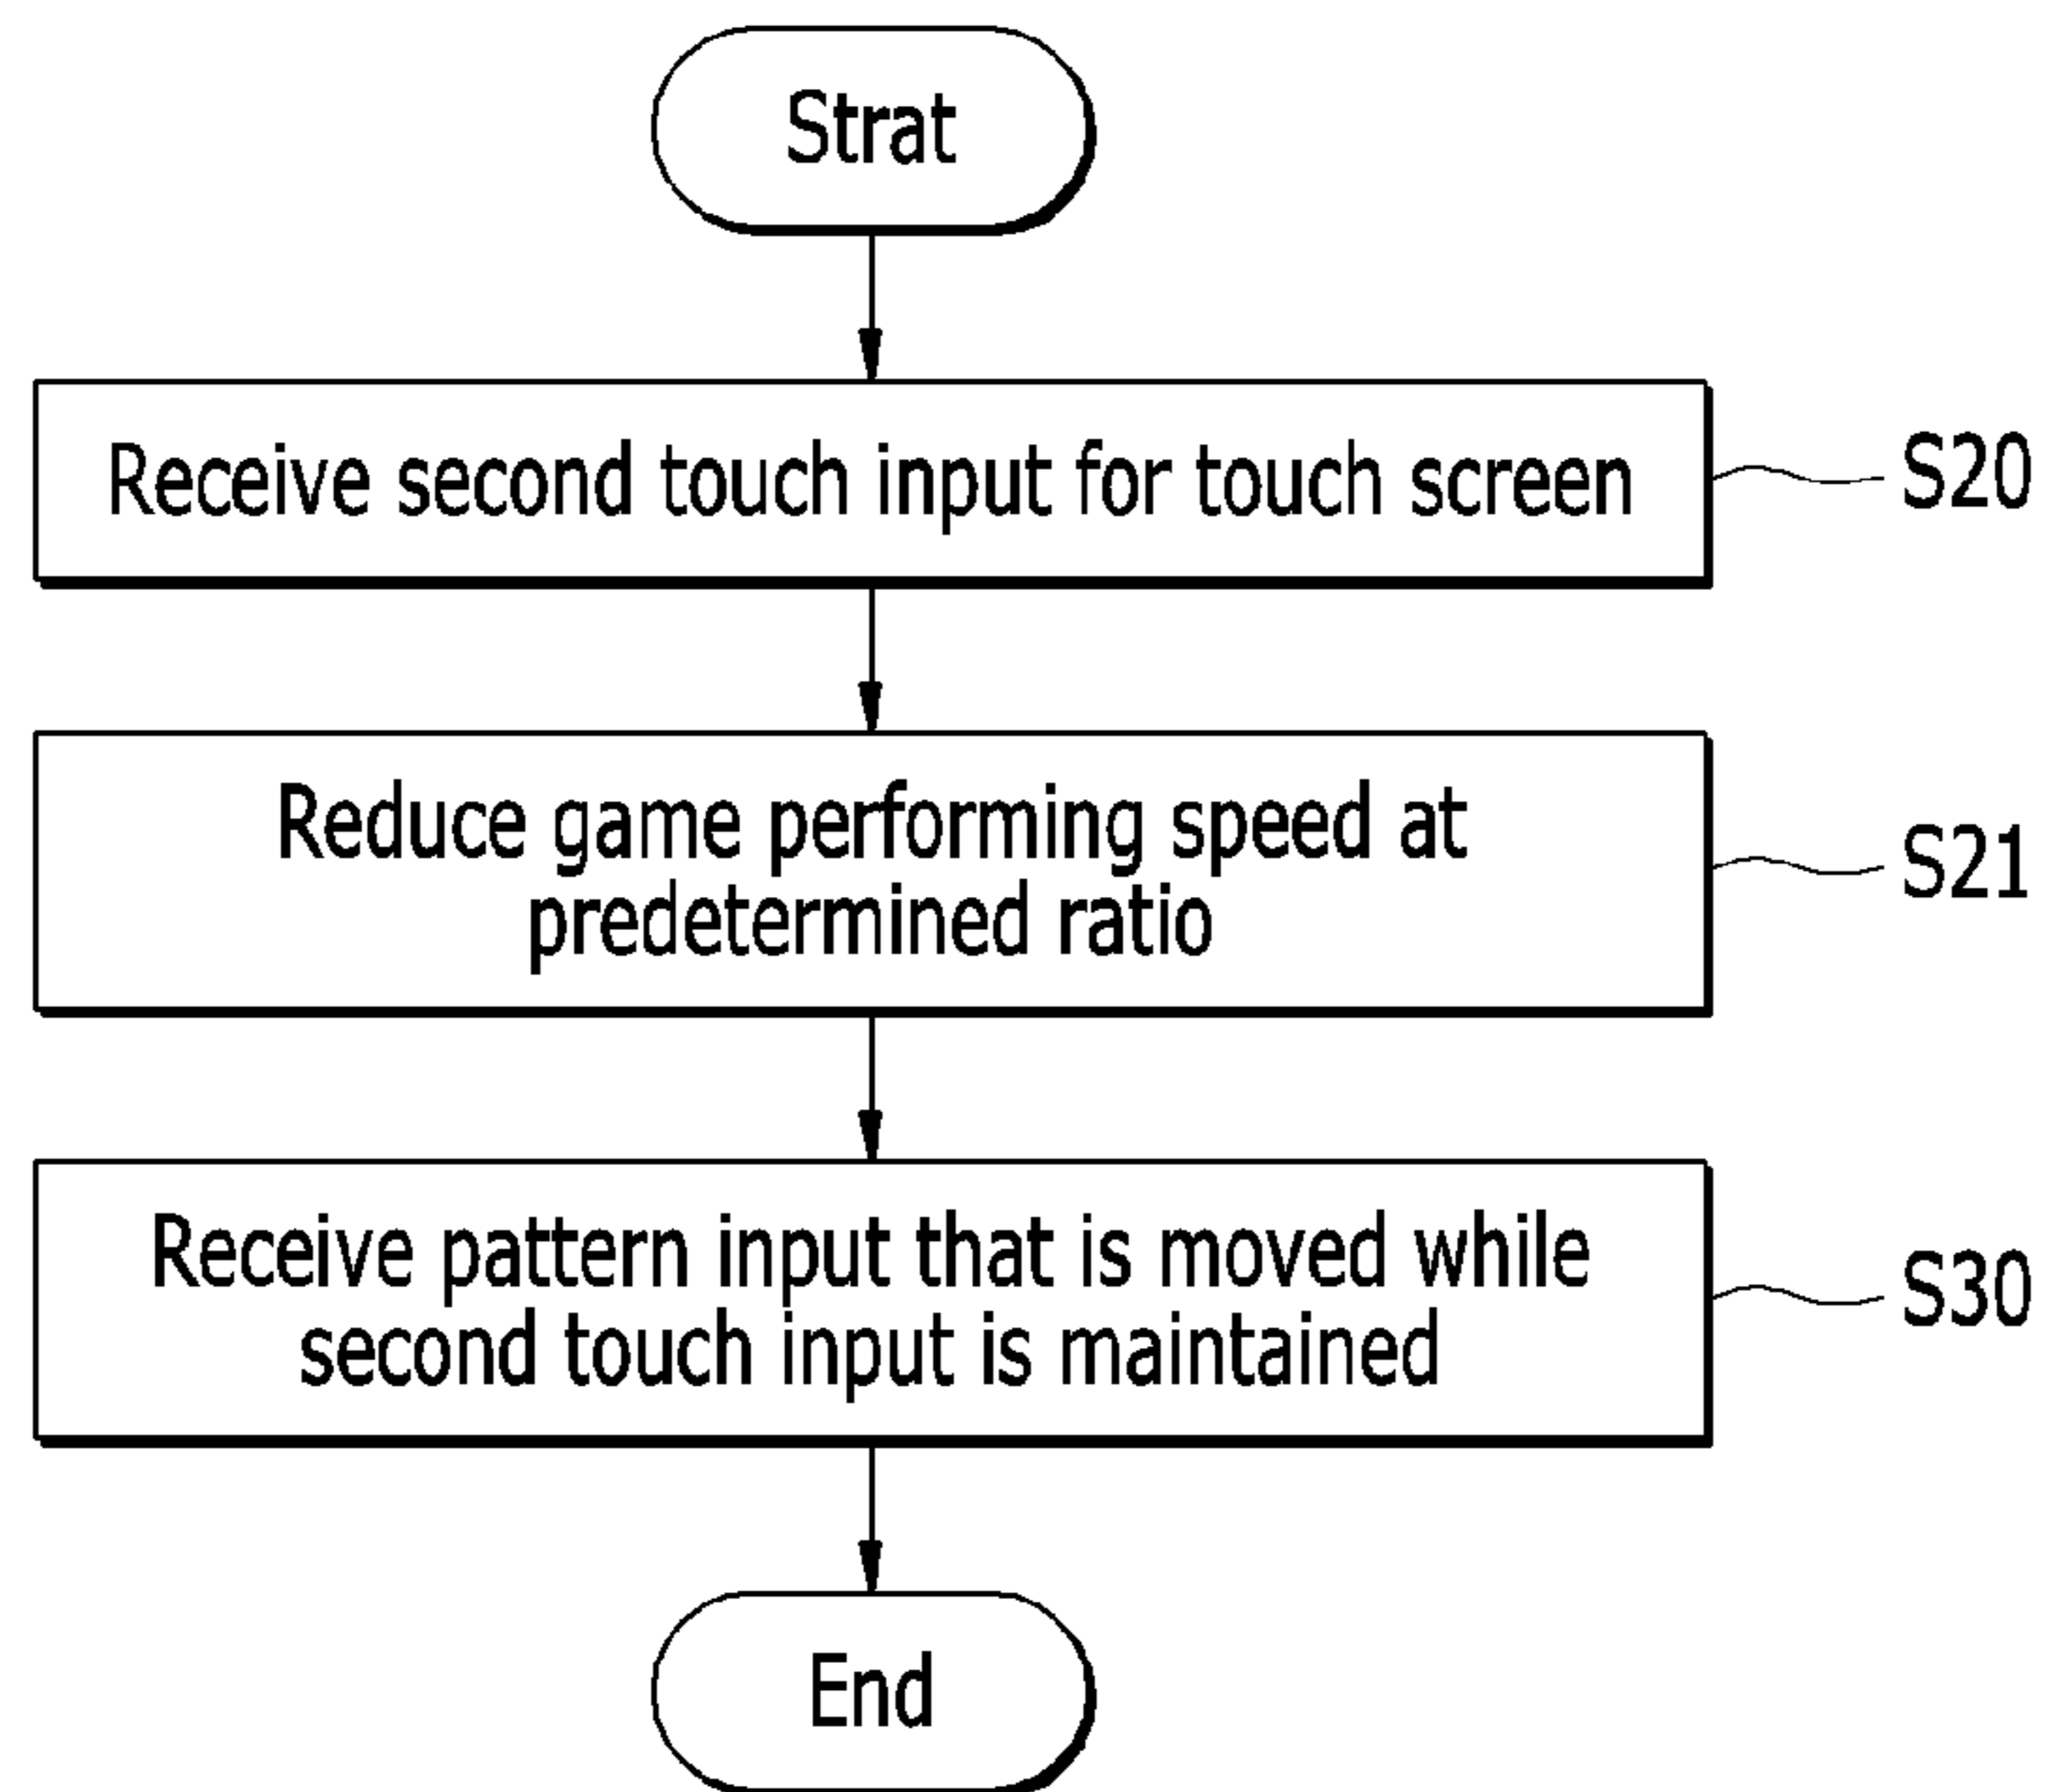 Strat
Receive second touch input for touch screen
S20
Reduce game performing speed at
predetermined ratio
S21
Receive pattern input that is moved while
second touch input is maintained
S30
End